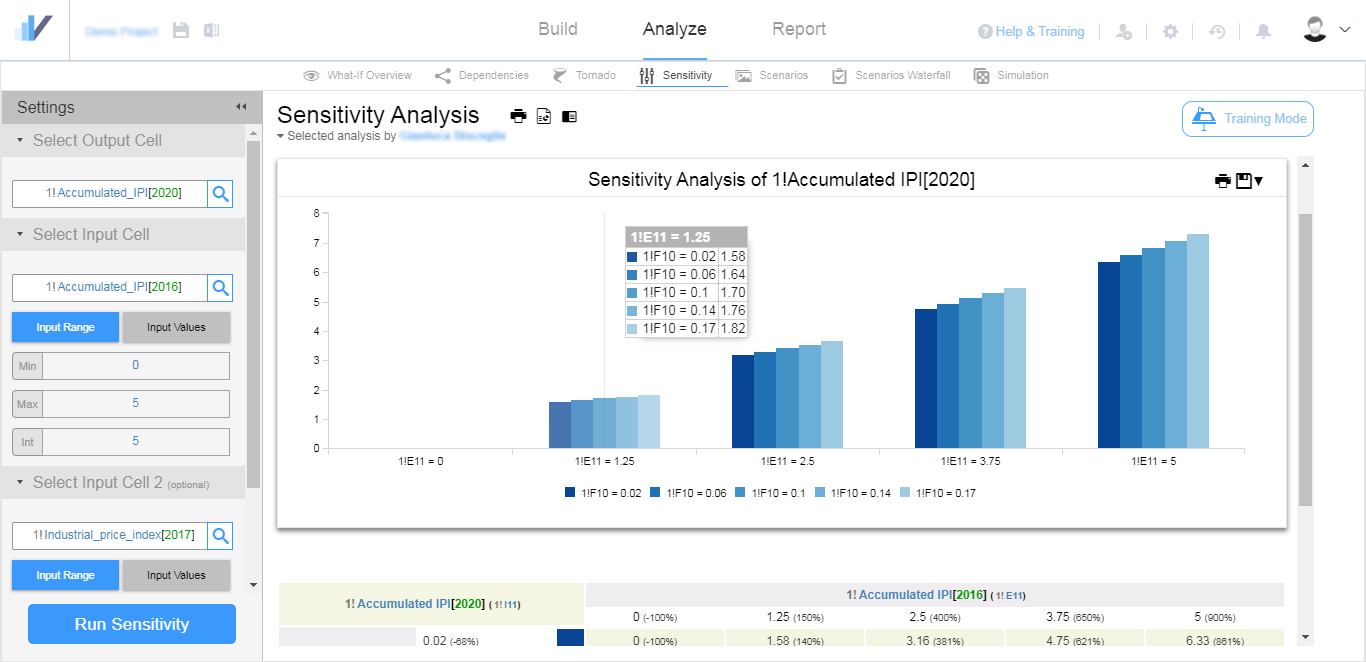 Build
Analyze
Report
Help & Training
What-If Overview
Dependencies
Tornado
Sensitivity
Scenarios
Scenarios Waterfall
Simulation
Settings
Select Output Cell
1! Accumulated_IPI[2020]
Select Input Cell
1! Accumulated_IPI[2016]
Input Range
Input Values
Min 0
Max 5
Int 5
Select Input Cell 2 (optional)
1! Industrial_price_index[2017]
Input Range
Input Values
Run Sensitivity
Sensitivity Analysis
Selected analysis by
Training Mode
Sensitivity Analysis of 1!Accumulated IPI[2020]
8
7
6
5
4
3
2
1
0
1!E11 = 1.25
1!F10 = 0.02 1.58
1!F10 = 0.06 1.64
1!F10 = 0.1 1.70
1!F10 = 0.14 1.76
1!F10 = 0.17 1.82
1!E11 = 0
1!E11 = 1.25
1!E11 = 2.5
1!E11 = 3.75
1!E11 = 5
1!F10 = 0.02
1!F10 = 0.06
1!F10 = 0.1
1!F10 = 0.14
1!F10 = 0.17
1! Accumulated IPI[2020] ( 1! I11)
1! Accumulated IPI[2016] ( 1! E11)
0 (-100%) 1.25 (150%) 2.5 (400%) 3.75 (650%) 5 (900%)
0.02 (-68%) 0 (-100%) 1.58 (140%) 3.16 (381%) 4.75 (621%) 6.33 (861%)